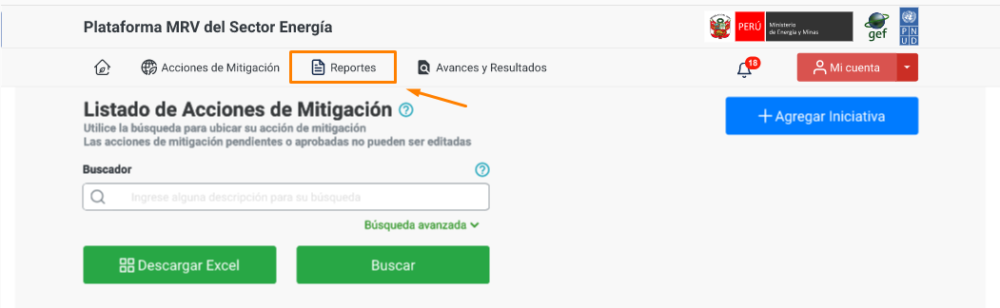 Plataforma MRV del Sector Energía
PERÚ
Ministerio
de Energía y Minas
gef
P N
U D
Acciones de Mitigación
Reportes
Avances y Resultados
18
Mi cuenta
Listado de Acciones de Mitigación ?
Utilice la búsqueda para ubicar su acción de mitigación
Las acciones de mitigación pendientes o aprobadas no pueden ser editadas
+ Agregar Iniciativa
Buscador ?
Ingrese alguna descripción para su búsqueda
Búsqueda avanzada
Descargar Excel
Buscar